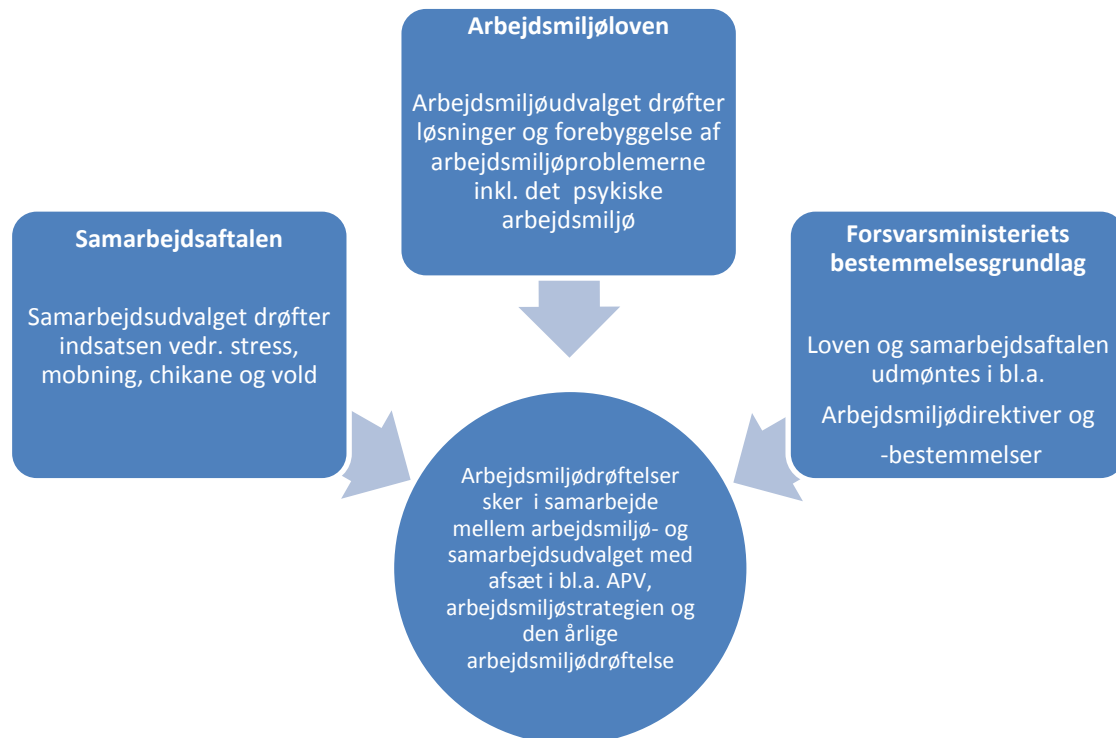 Arbejdsmiljøloven
Arbejdsmiljøudvalget drøfter
løsninger og forebyggelse af
arbejdsmiljøproblemerne
inkl. det  psykiske
arbejdsmiljø
Samarbejdsaftalen
Samarbejdsudvalget drøfter
indsatsen vedr. stress,
mobning, chikane og vold
Forsvarsministeriets
bestemmelsesgrundlag
Loven og samarbejdsaftalen
udmøntes i bl.a.
Arbejdsmiljødirektiver og
-bestemmelser
Arbejdsmiljødrøftelser
sker  i samarbejde
mellem arbejdsmiljø- og
samarbejdsudvalget med
afsæt i bl.a. APV,
arbejdsmiljøstrategien og
den årlige
arbejdsmiljødrøftelse